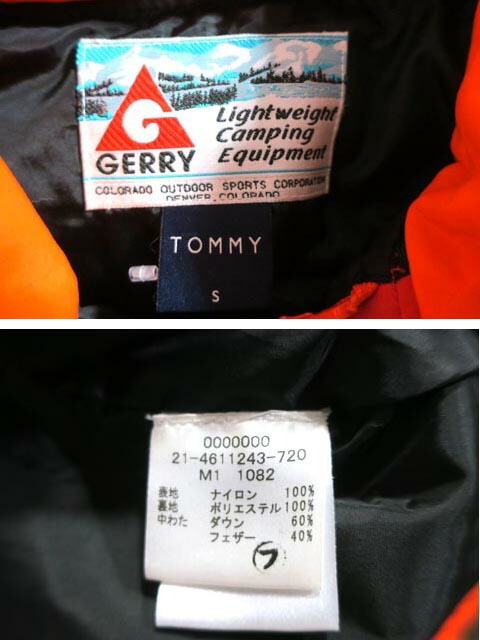 G
GERRY
Lightweight
Camping
Equipment
COLORADO OUTDOOR SPORTS CORPORATION
DENVER, COLORADO
TOMMY
S
0000000
21-4611243-720
M1 1082
表地 ナイロン 100%
裏地 ポリエステル 100%
中わた ダウン 60%
フェザー 40%
フ